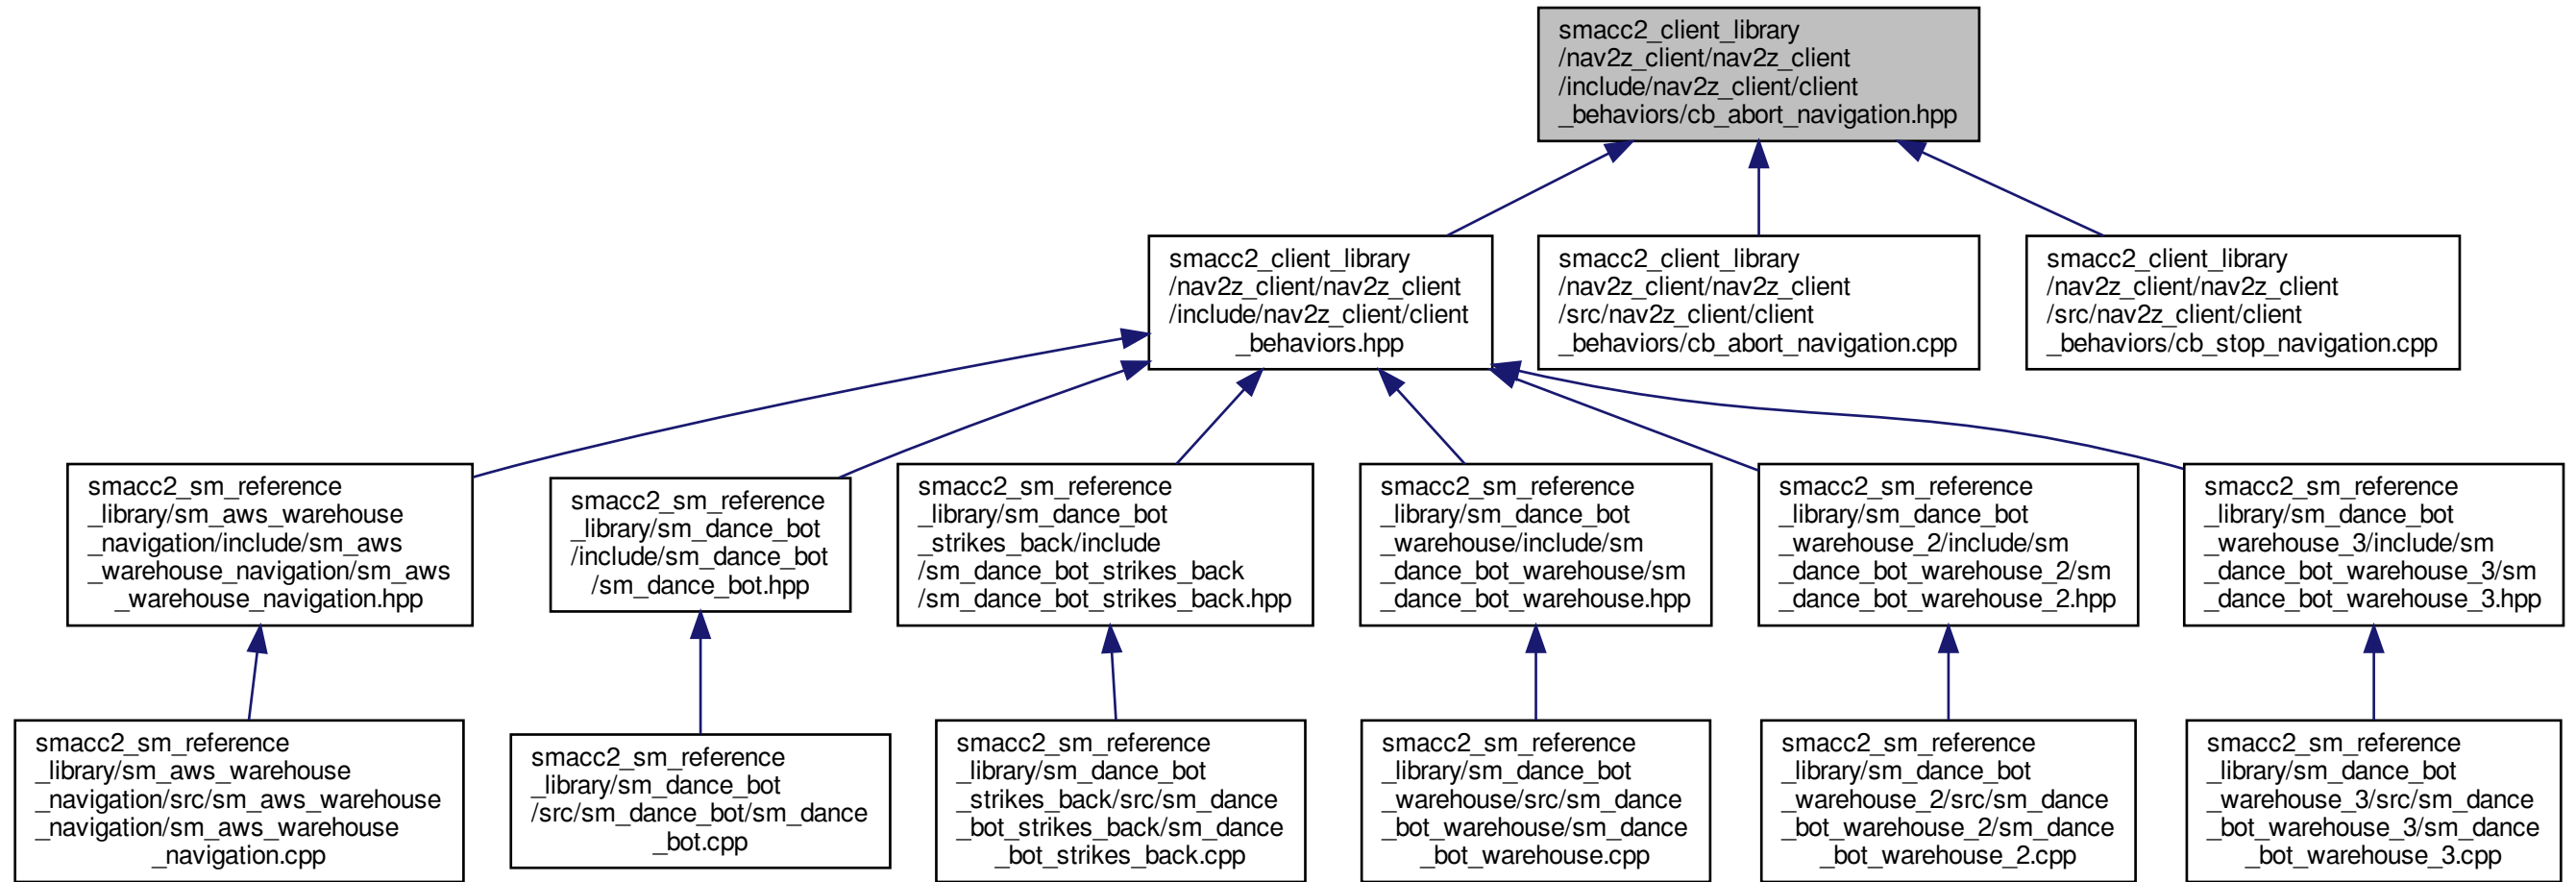 smacc2_client_library
/nav2z_client/nav2z_client
/include/nav2z_client/client
_behaviors/cb_abort_navigation.hpp
smacc2_client_library
/nav2z_client/nav2z_client
/include/nav2z_client/client
_behaviors.hpp
smacc2_client_library
/nav2z_client/nav2z_client
/src/nav2z_client/client
_behaviors/cb_abort_navigation.cpp
smacc2_client_library
/nav2z_client/nav2z_client
/src/nav2z_client/client
_behaviors/cb_stop_navigation.cpp
smacc2_sm_reference
_library/sm_aws_warehouse
_navigation/include/sm_aws
_warehouse_navigation/sm_aws
_warehouse_navigation.hpp
smacc2_sm_reference
_library/sm_dance_bot
/include/sm_dance_bot
/sm_dance_bot.hpp
smacc2_sm_reference
_library/sm_dance_bot
_strikes_back/include
/sm_dance_bot_strikes_back
/sm_dance_bot_strikes_back.hpp
smacc2_sm_reference
_library/sm_dance_bot
_warehouse/include/sm
_dance_bot_warehouse/sm
_dance_bot_warehouse.hpp
smacc2_sm_reference
_library/sm_dance_bot
_warehouse_2/include/sm
_dance_bot_warehouse_2/sm
_dance_bot_warehouse_2.hpp
smacc2_sm_reference
_library/sm_dance_bot
_warehouse_3/include/sm
_dance_bot_warehouse_3/sm
_dance_bot_warehouse_3.hpp
smacc2_sm_reference
_library/sm_aws_warehouse
_navigation/src/sm_aws_warehouse
_navigation/sm_aws_warehouse
_navigation.cpp
smacc2_sm_reference
_library/sm_dance_bot
/src/sm_dance_bot/sm_dance
_bot.cpp
smacc2_sm_reference
_library/sm_dance_bot
_strikes_back/src/sm_dance
_bot_strikes_back/sm_dance
_bot_strikes_back.cpp
smacc2_sm_reference
_library/sm_dance_bot
_warehouse/src/sm_dance
_bot_warehouse/sm_dance
_bot_warehouse.cpp
smacc2_sm_reference
_library/sm_dance_bot
_warehouse_2/src/sm_dance
_bot_warehouse_2/sm_dance
_bot_warehouse_2.cpp
smacc2_sm_reference
_library/sm_dance_bot
_warehouse_3/src/sm_dance
_bot_warehouse_3/sm_dance
_bot_warehouse_3.cpp